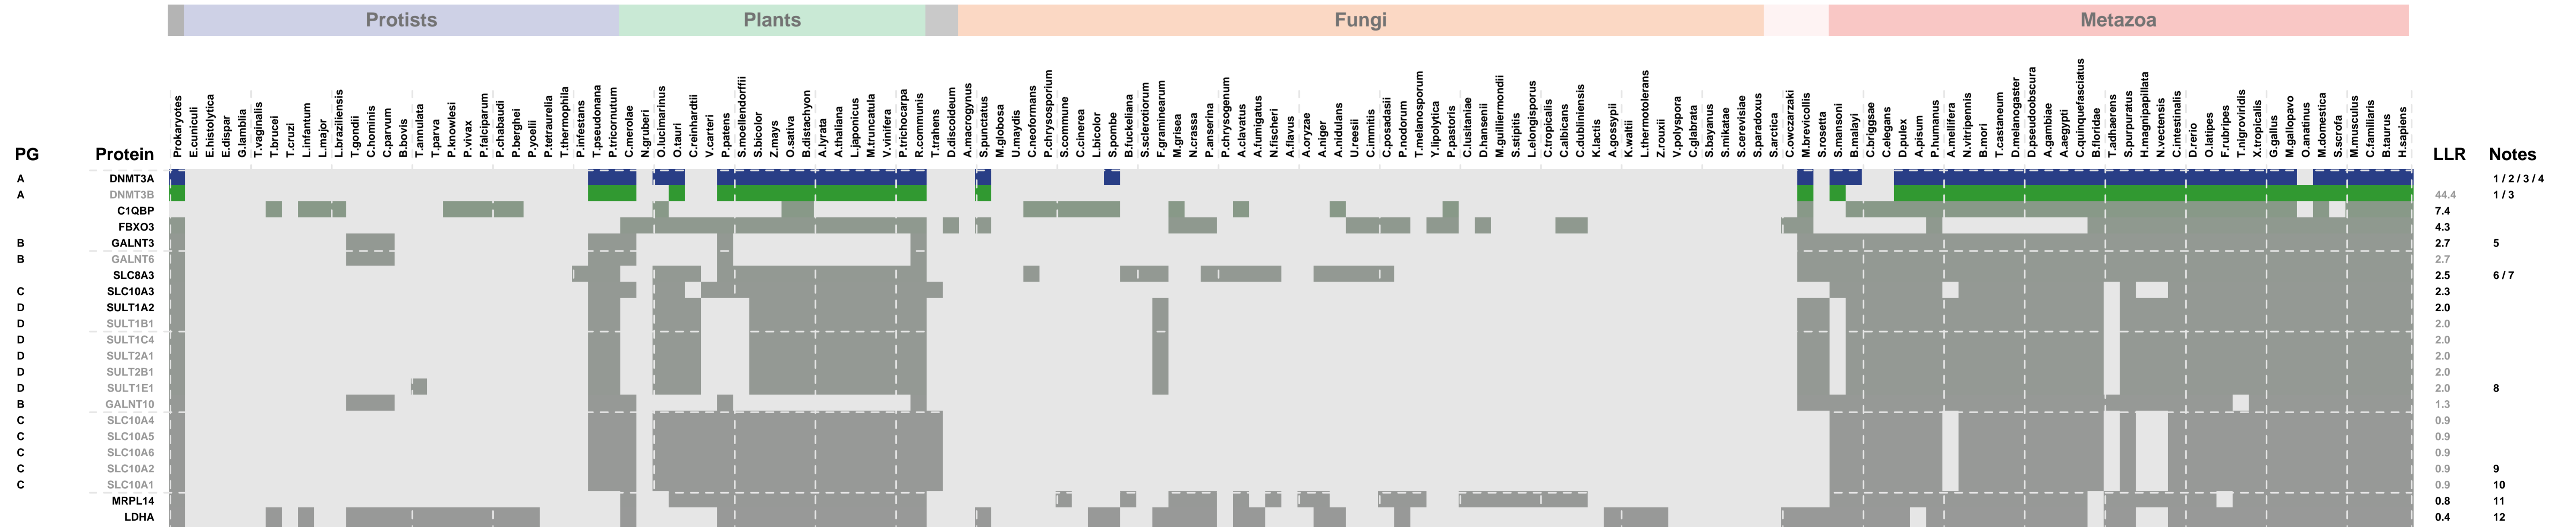 Protists
Plants
Fungi
Metazoa
Prokaryotes
E.cuniculi
E.histolytica
E.dispar
G.lamblia
T.vaginalis
T.brucei
T.cruzi
L.infantum
L.major
L.braziliensis
T.gondii
C.hominis
C.parvum
B.bovis
T.annulata
T.parva
P.knowlesi
P.vivax
P.falciparum
P.chabaudi
P.berghei
P.yoelii
P.tetraurelia
T.thermophila
P.infestans
T.pseudonana
P.tricornutum
C.merolae
N.gruberi
O.lucimarinus
O.tauri
C.reinhardtii
V.carteri
P.patens
S.moellendorffii
S.bicolor
Z.mays
O.sativa
B.distachyon
A.lyrata
A.thaliana
L.japonicus
M.truncatula
V.vinifera
P.trichocarpa
R.communis
T.trahens
D.discoideum
A.macrogynus
S.punctatus
M.globosa
U.maydis
C.neoformans
P.chrysosporium
S.commune
C.cinerea
L.bicolor
S.pombe
B.fuckeliana
S.sclerotiorum
F.graminearum
M.grisea
N.crassa
P.anserina
P.chrysogenum
A.clavatus
A.fumigatus
N.fischeri
A.flavus
A.oryzae
A.niger
A.nidulans
U.reesii
C.immitis
C.posadasii
P.nodorum
T.melanosporum
Y.lipolytica
P.pastoris
C.lusitaniae
D.hansenii
M.guilliermondii
S.stipitis
L.elongisporus
C.tropicalis
C.albicans
C.dubliniensis
K.lactis
A.gossypii
K.waltii
L.thermotolerans
Z.rouxii
V.polyspora
C.glabrata
S.bayanus
S.mikatae
S.cerevisiae
S.paradoxus
S.arctica
C.owczarzaki
M.brevicollis
S.rosetta
S.mansoni
B.malayi
C.briggsae
C.elegans
D.pulex
A.pisum
P.humanus
A.mellifera
N.vitripennis
B.mori
T.castaneum
D.melanogaster
D.pseudoobscura
A.gambiae
A.aegypti
C.quinquefasciatus
B.floridae
T.adhaerens
S.purpuratus
H.magnipapillata
N.vectensis
C.intestinalis
D.rerio
O.latipes
F.rubripes
T.nigroviridis
X.tropicalis
G.gallus
M.gallopavo
O.anatinus
M.domestica
S.scrofa
M.musculus
C.familiaris
B.taurus
H.sapiens
PG Protein LLR Notes
A DNMT3A 1 / 2 / 3 / 4
A DNMT3B 44.4 1 / 3
C1QBP 7.4
FBXO3 4.3
B GALNT3 2.7 5
B GALNT6 2.7
SLC8A3 2.5 6 / 7
C SLC10A3 2.3
D SULT1A2 2.0
D SULT1B1 2.0
D SULT1C4 2.0
D SULT2A1 2.0
D SULT2B1 2.0
D SULT1E1 2.0 8
B GALNT10 1.3
C SLC10A4 0.9
C SLC10A5 0.9
C SLC10A6 0.9
C SLC10A2 0.9 9
C SLC10A1 0.9 10
MRPL14 0.8 11
LDHA 0.4 12